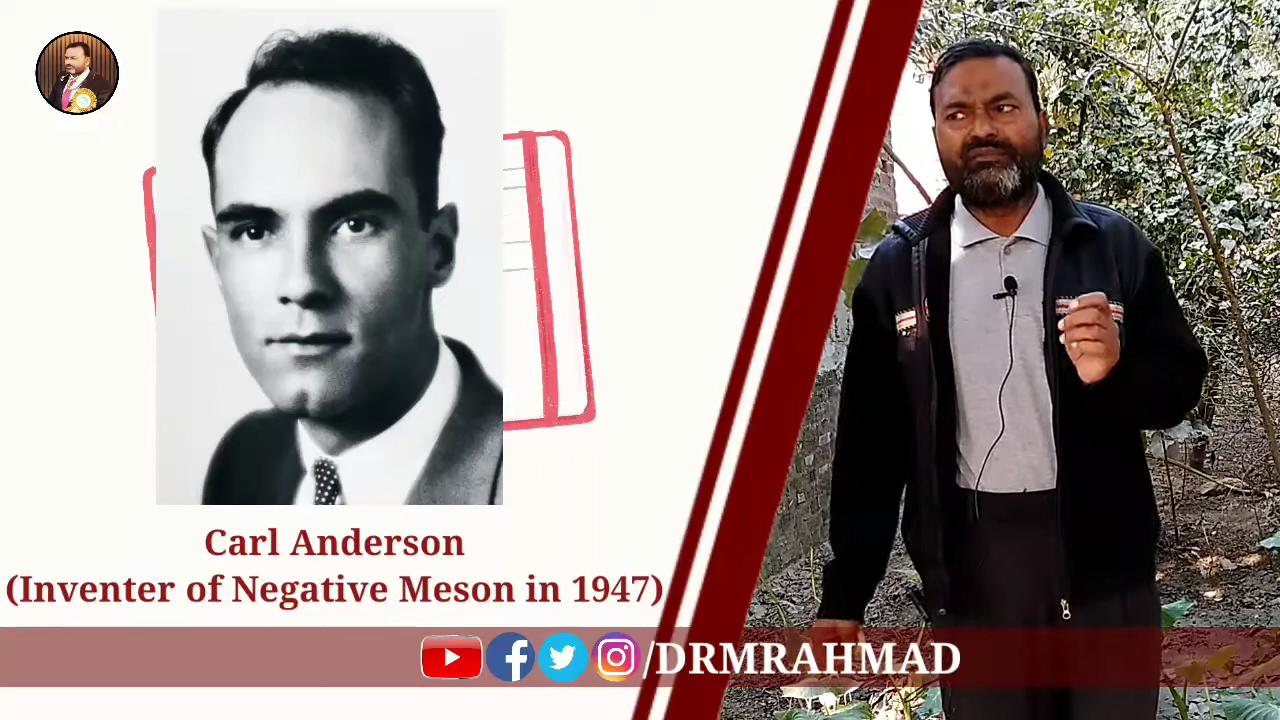 Carl Anderson
(Inventer of Negative Meson in 1947)
/DRMRAHMAD